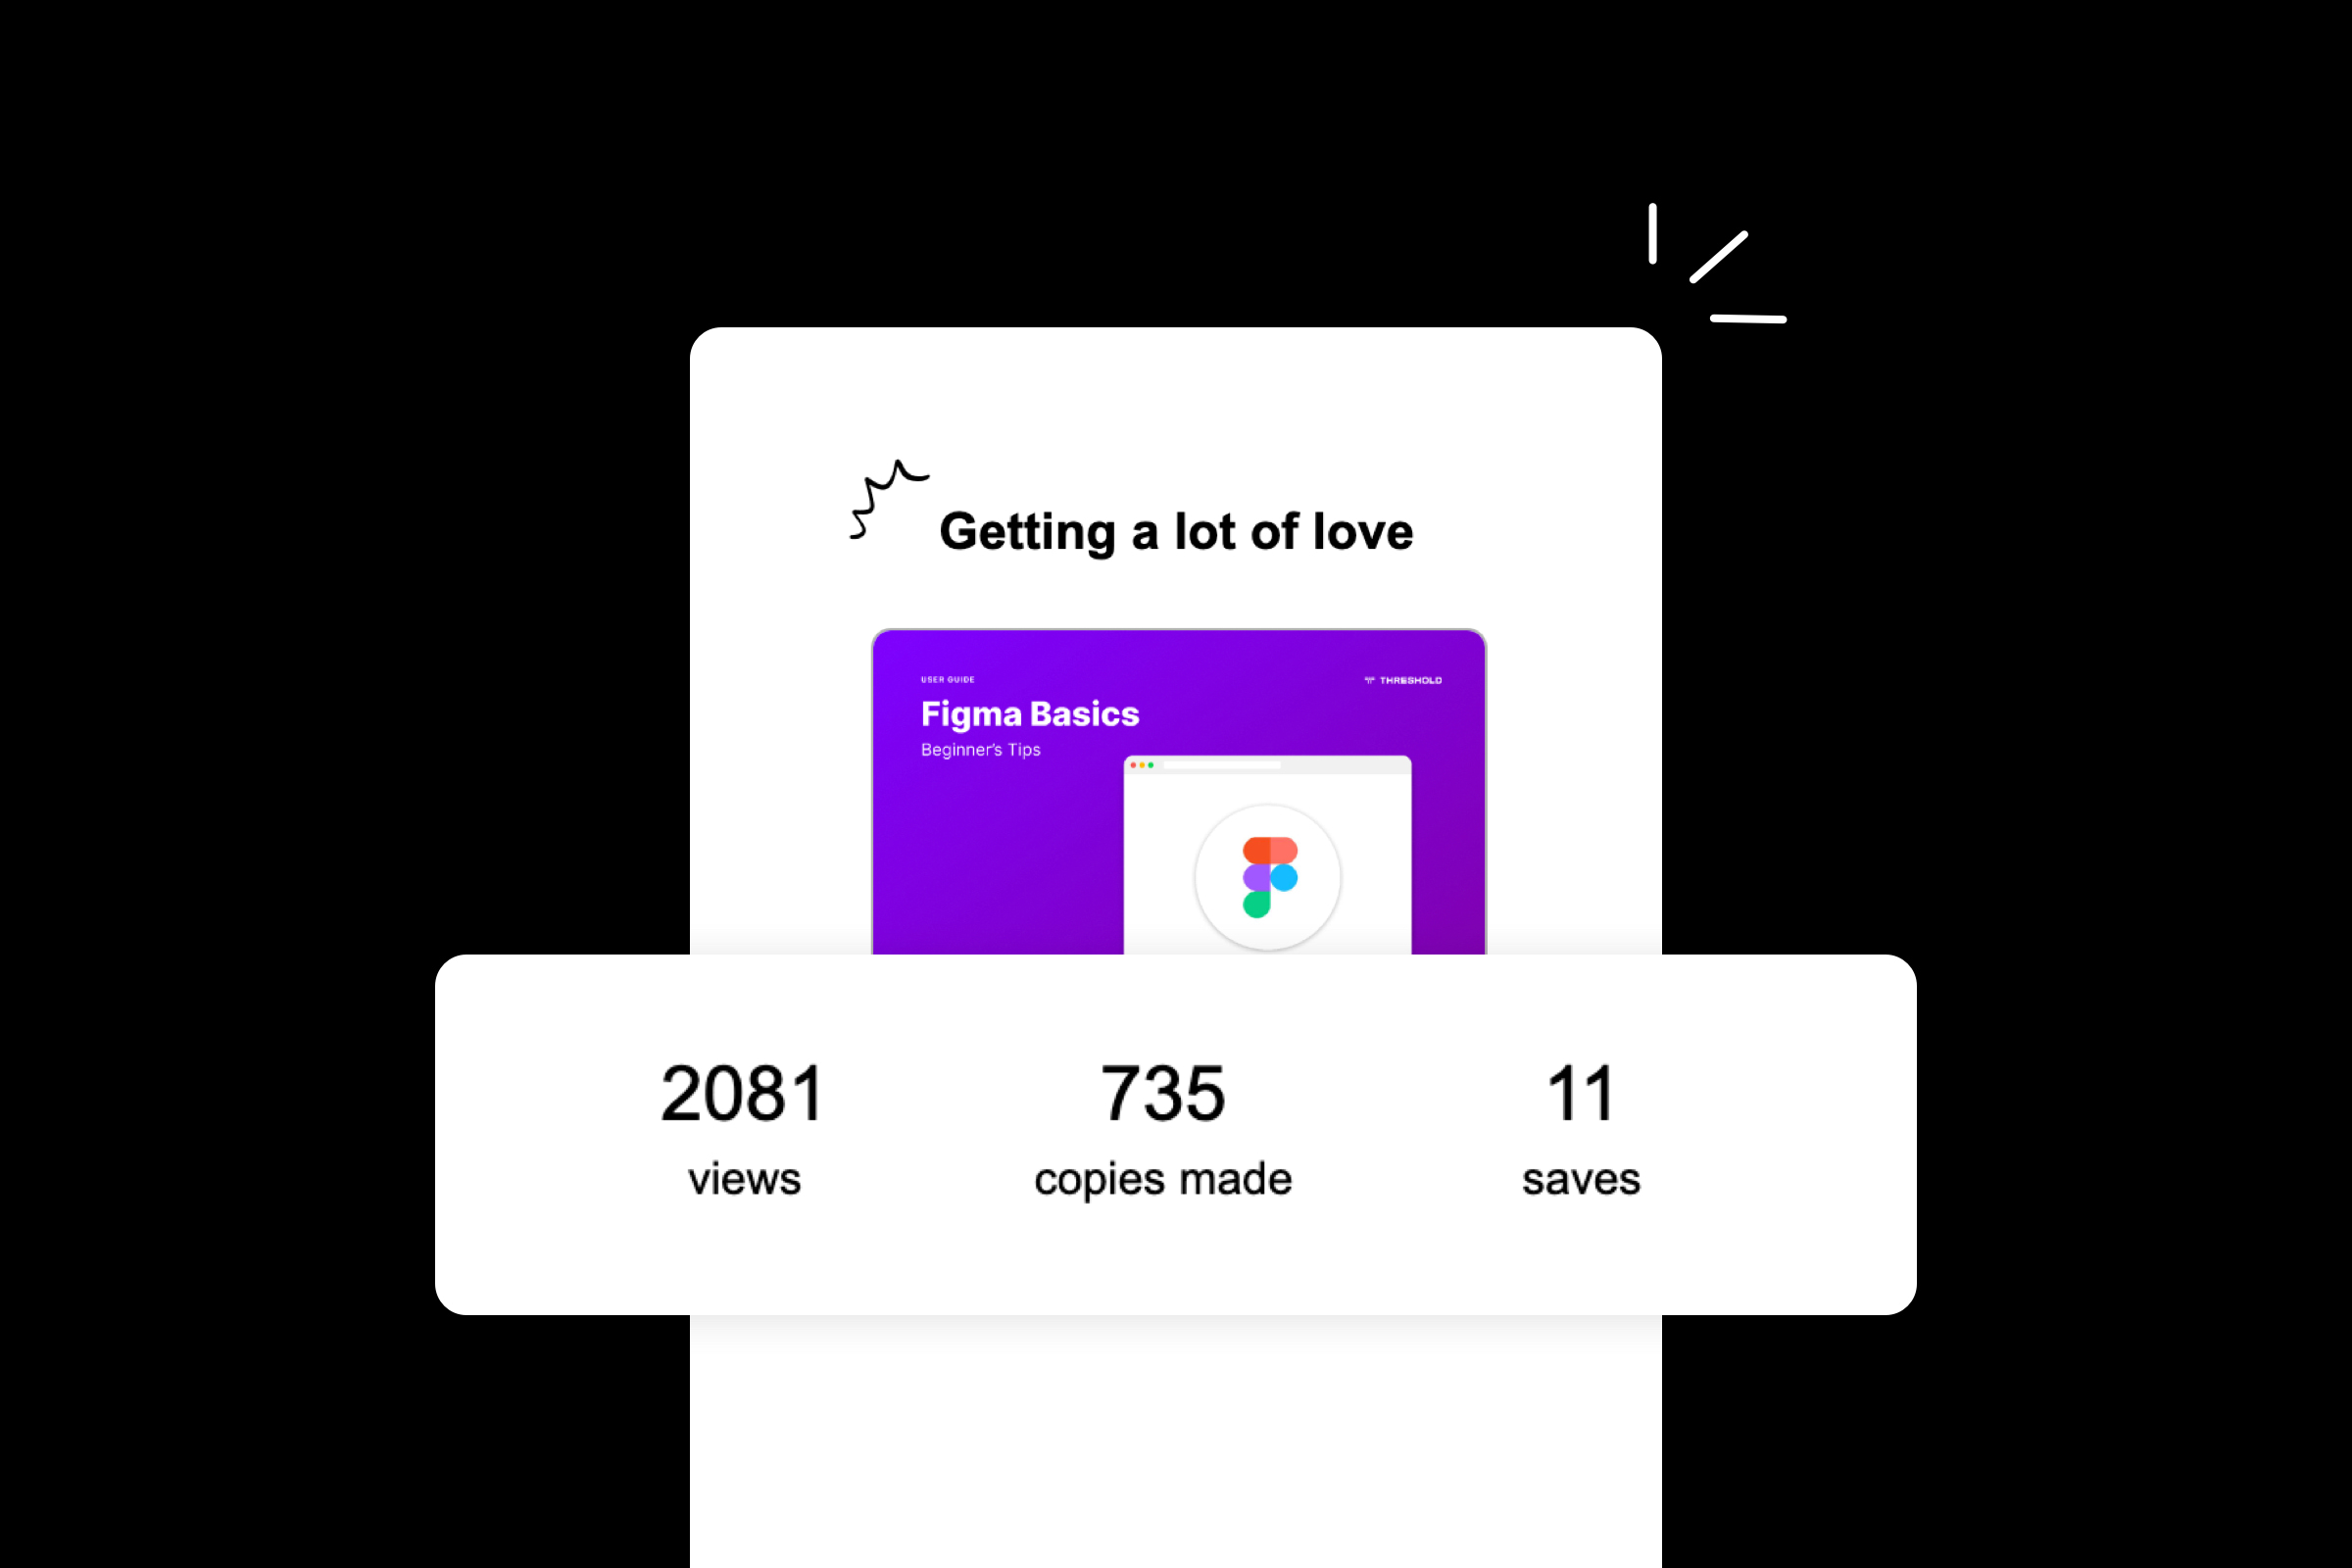 Getting a lot of love
USER GUIDE
THRESHOLD
Figma Basics
Beginner's Tips
2081
views
735
copies made
11
saves